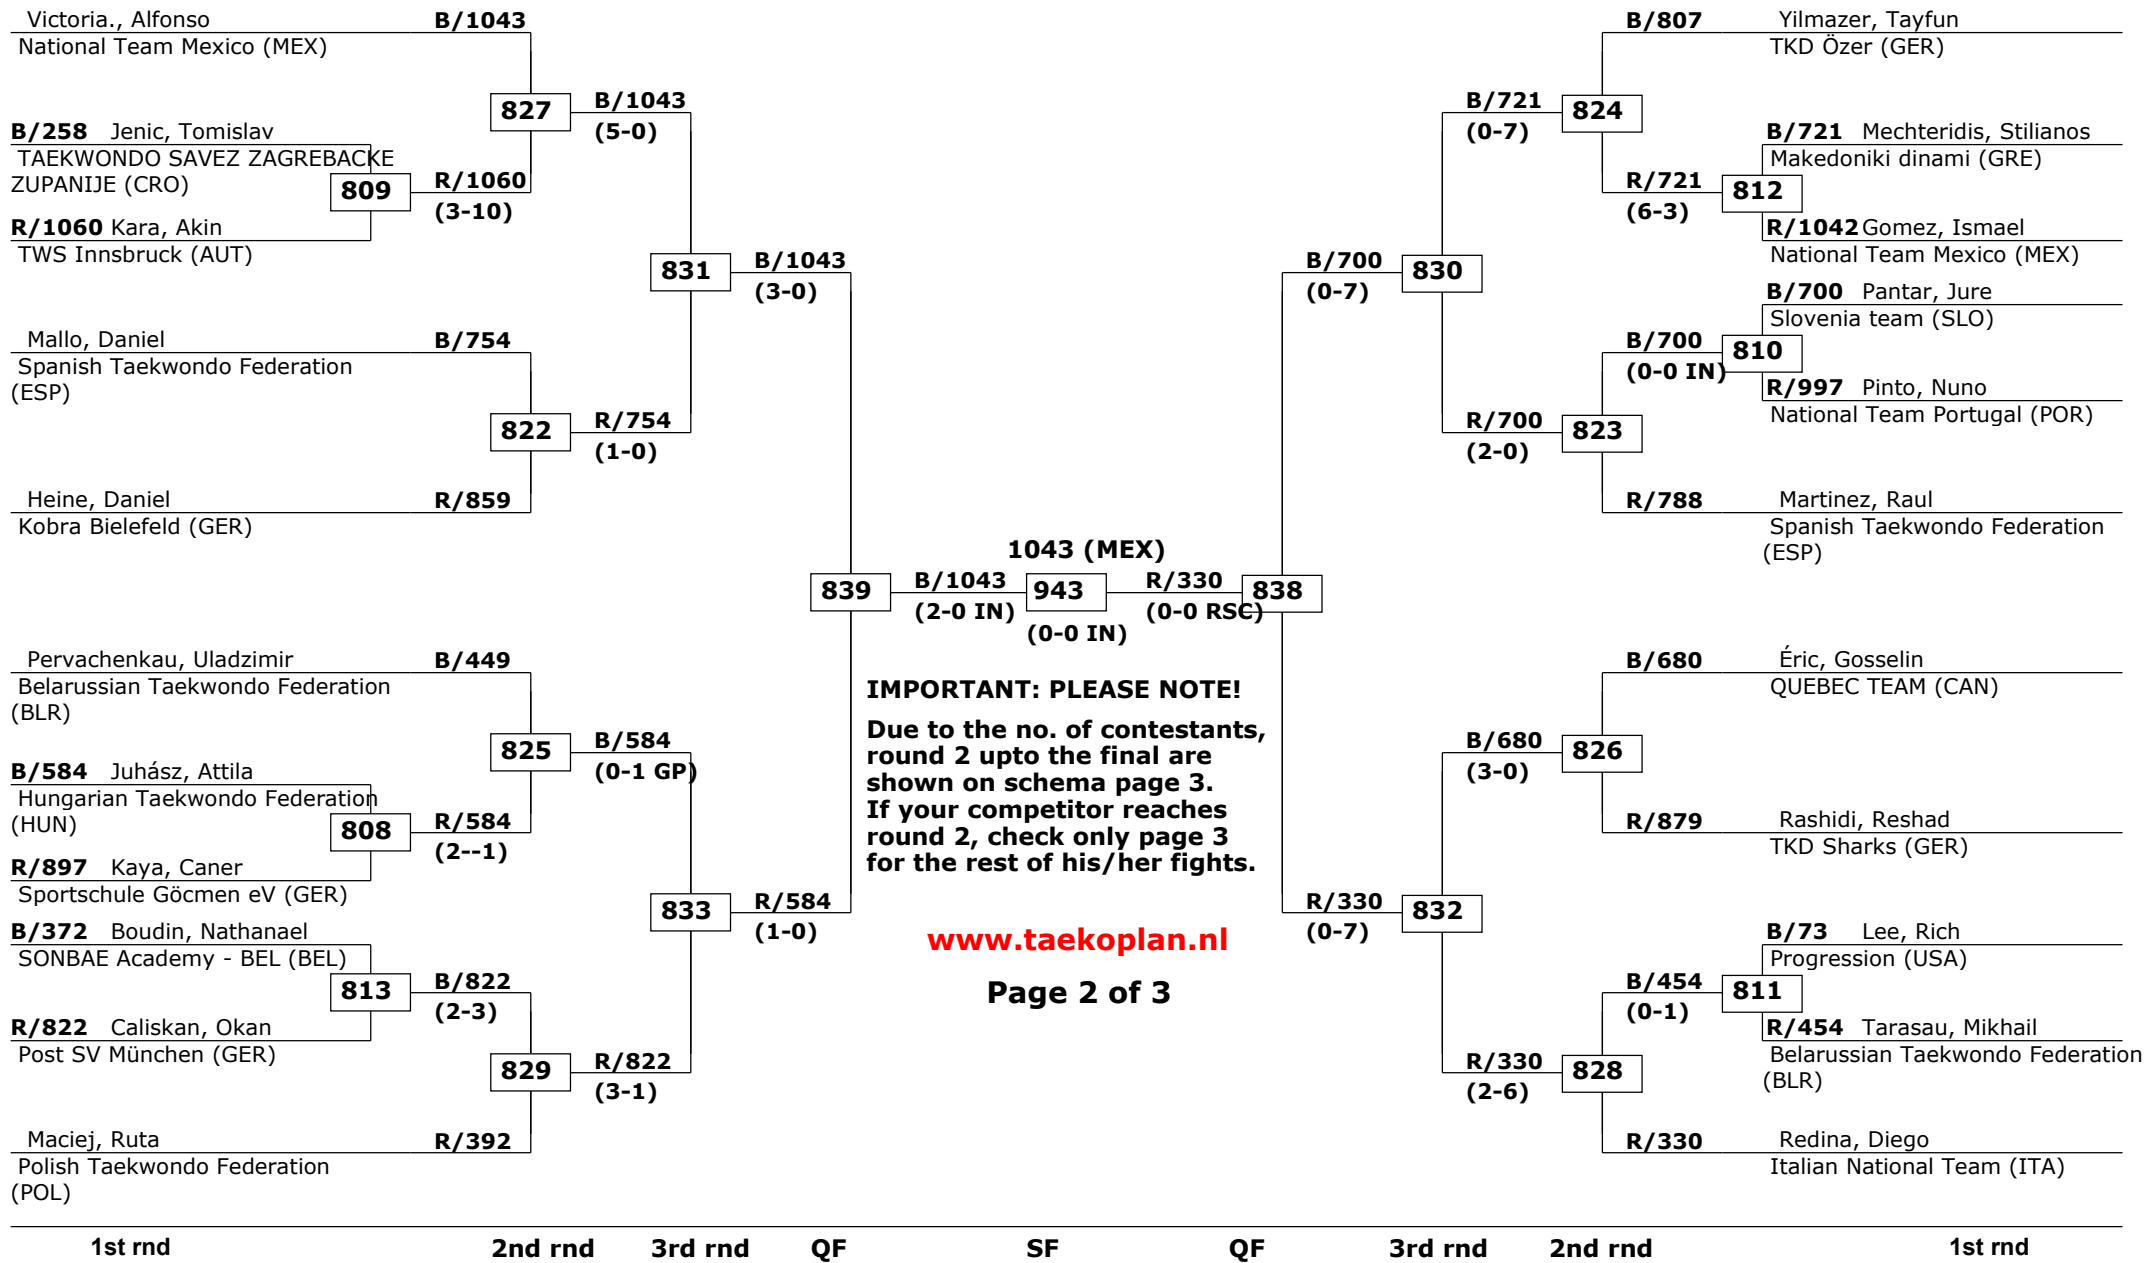 Victoria., Alfonso
B/1043
National Team Mexico (MEX)
827
B/1043
(5-0)
B/258 Jenic, Tomislav
TAEKWONDO SAVEZ ZAGREBACKE
ZUPANIJE (CRO)
809
R/1060
(3-10)
R/1060 Kara, Akin
TWS Innsbruck (AUT)
831
B/1043
(3-0)
Mallo, Daniel
B/754
Spanish Taekwondo Federation
(ESP)
822
R/754
(1-0)
Heine, Daniel
R/859
Kobra Bielefeld (GER)
839
B/1043
(2-0 IN)
Pervachenkau, Uladzimir
B/449
Belarussian Taekwondo Federation
(BLR)
825
B/584
(0-1 GP)
B/584 Juhász, Attila
Hungarian Taekwondo Federation
(HUN)
808
R/584
(2--1)
R/897 Kaya, Caner
Sportschule Göcmen eV (GER)
833
R/584
(1-0)
B/372 Boudin, Nathanael
SONBAE Academy - BEL (BEL)
813
B/822
(2-3)
R/822 Caliskan, Okan
Post SV München (GER)
829
R/822
(3-1)
Maciej, Ruta
R/392
Polish Taekwondo Federation
(POL)
1043 (MEX)
943
(0-0 IN)
IMPORTANT: PLEASE NOTE!
Due to the no. of contestants,
round 2 upto the final are
shown on schema page 3.
If your competitor reaches
round 2, check only page 3
for the rest of his/her fights.
www.taekoplan.nl
Page 2 of 3
R/330
(0-0 RSC)
838
B/807
Yilmazer, Tayfun
TKD Özer (GER)
B/721
(0-7)
824
B/721 Mechteridis, Stilianos
Makedoniki dinami (GRE)
R/721
(6-3)
812
R/1042 Gomez, Ismael
National Team Mexico (MEX)
B/700
(0-7)
830
B/700 Pantar, Jure
Slovenia team (SLO)
B/700
(0-0 IN)
810
R/997 Pinto, Nuno
National Team Portugal (POR)
R/700
(2-0)
823
R/788
Martinez, Raul
Spanish Taekwondo Federation
(ESP)
B/680
Éric, Gosselin
QUEBEC TEAM (CAN)
B/680
(3-0)
826
R/879
Rashidi, Reshad
TKD Sharks (GER)
R/330
(0-7)
832
B/73 Lee, Rich
Progression (USA)
B/454
(0-1)
811
R/454 Tarasau, Mikhail
Belarussian Taekwondo Federation
(BLR)
R/330
(2-6)
828
R/330
Redina, Diego
Italian National Team (ITA)
1st rnd 2nd rnd 3rd rnd QF SF QF 3rd rnd 2nd rnd 1st rnd